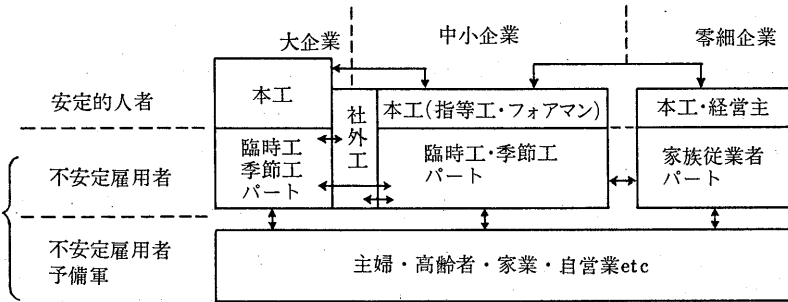 大企業
中小企業
零細企業
安定的人者
本工
社外工
本工(指等工・フォアマン)
本工・経営主
不安定雇用者
臨時工
季節工
パート
臨時工・季節工
パート
家族従業者
パート
不安定雇用者
予備軍
主婦・高齢者・家業・自営業etc